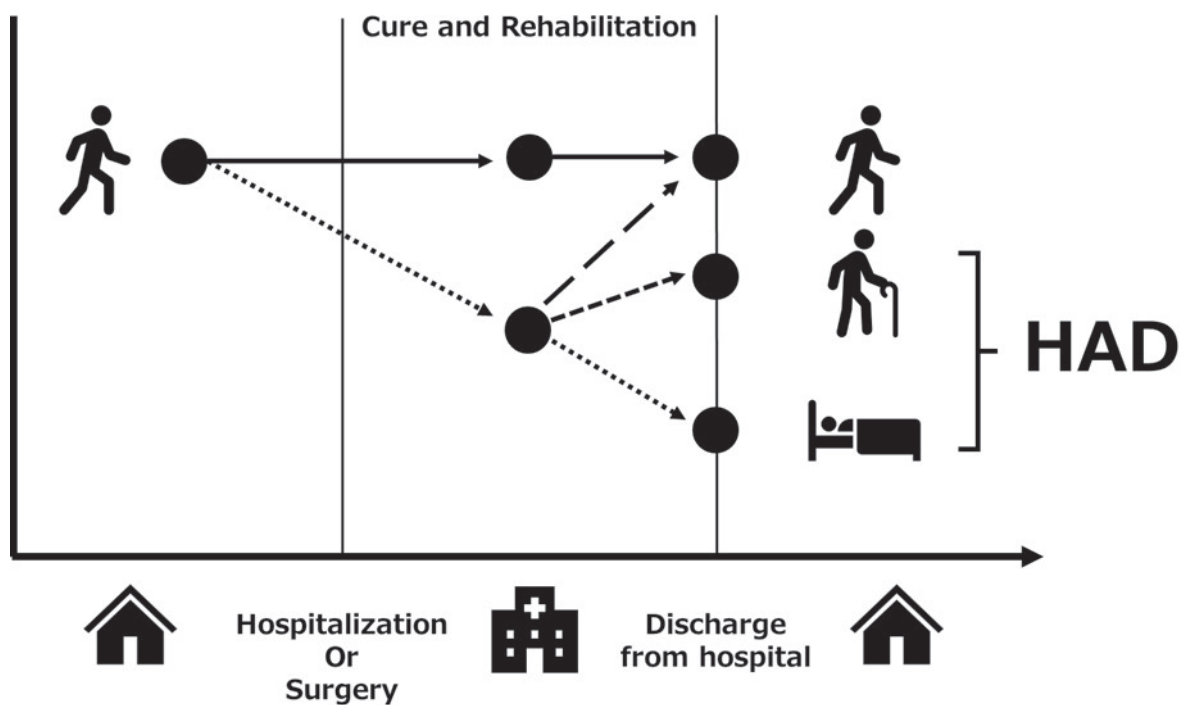 Cure and Rehabilitation
HAD
Hospitalization
Or
Surgery
Discharge
from hospital